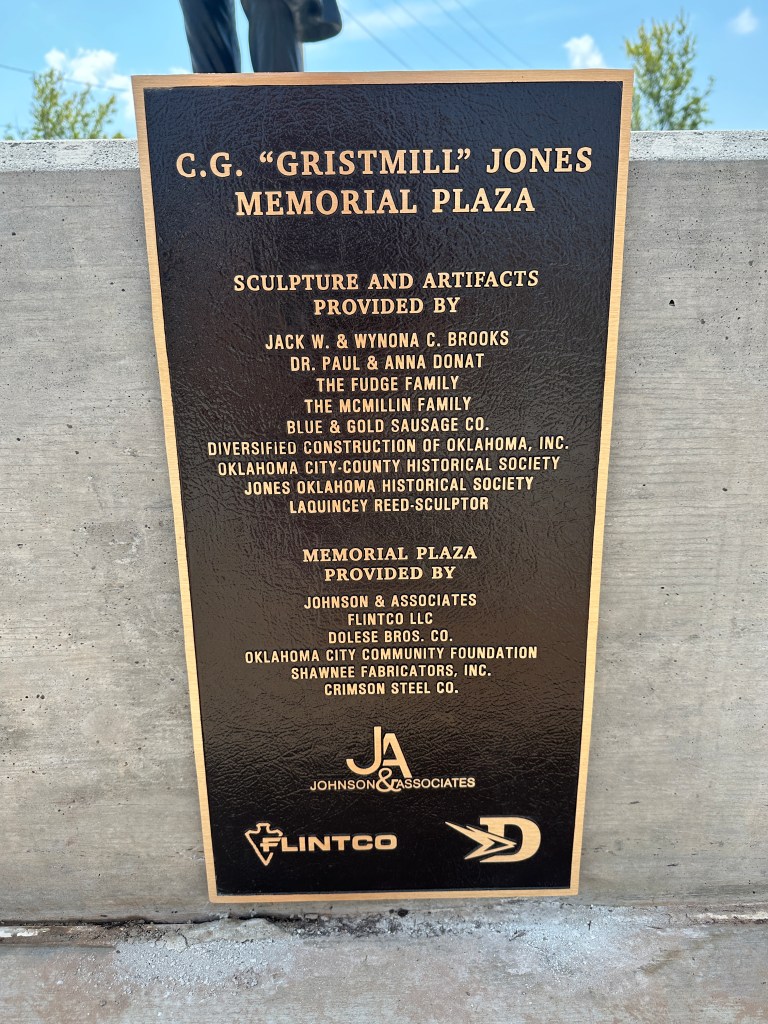 C.G. “GRISTMILL” JONES
MEMORIAL PLAZA
SCULPTURE AND ARTIFACTS
PROVIDED BY
JACK W. & WYNONA C. BROOKS
DR. PAUL & ANNA DONAT
THE FUDGE FAMILY
THE MCMILLIN FAMILY
BLUE & GOLD SAUSAGE CO.
DIVERSIFIED CONSTRUCTION OF OKLAHOMA, INC.
OKLAHOMA CITY-COUNTY HISTORICAL SOCIETY
JONES OKLAHOMA HISTORICAL SOCIETY
LAQUINCEY REED-SCULPTOR
MEMORIAL PLAZA
PROVIDED BY
JOHNSON & ASSOCIATES
FLINTCO LLC
DOLESE BROS. CO.
OKLAHOMA CITY COMMUNITY FOUNDATION
SHAWNEE FABRICATORS, INC.
CRIMSON STEEL CO.
JA
JOHNSON & ASSOCIATES
FLINTCO
D